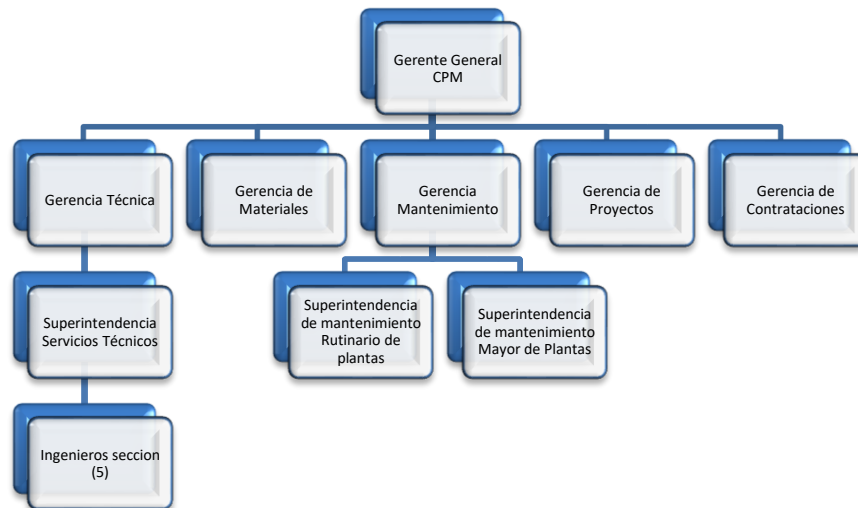 Gerente General
CPM
Gerencia Técnica
Gerencia de
Materiales
Gerencia
Mantenimiento
Gerencia de
Proyectos
Gerencia de
Contrataciones
Superintendencia
Servicios Técnicos
Superintendencia
de mantenimiento
Rutinario de
plantas
Superintendencia
de mantenimiento
Mayor de Plantas
Ingenieros seccion
(5)